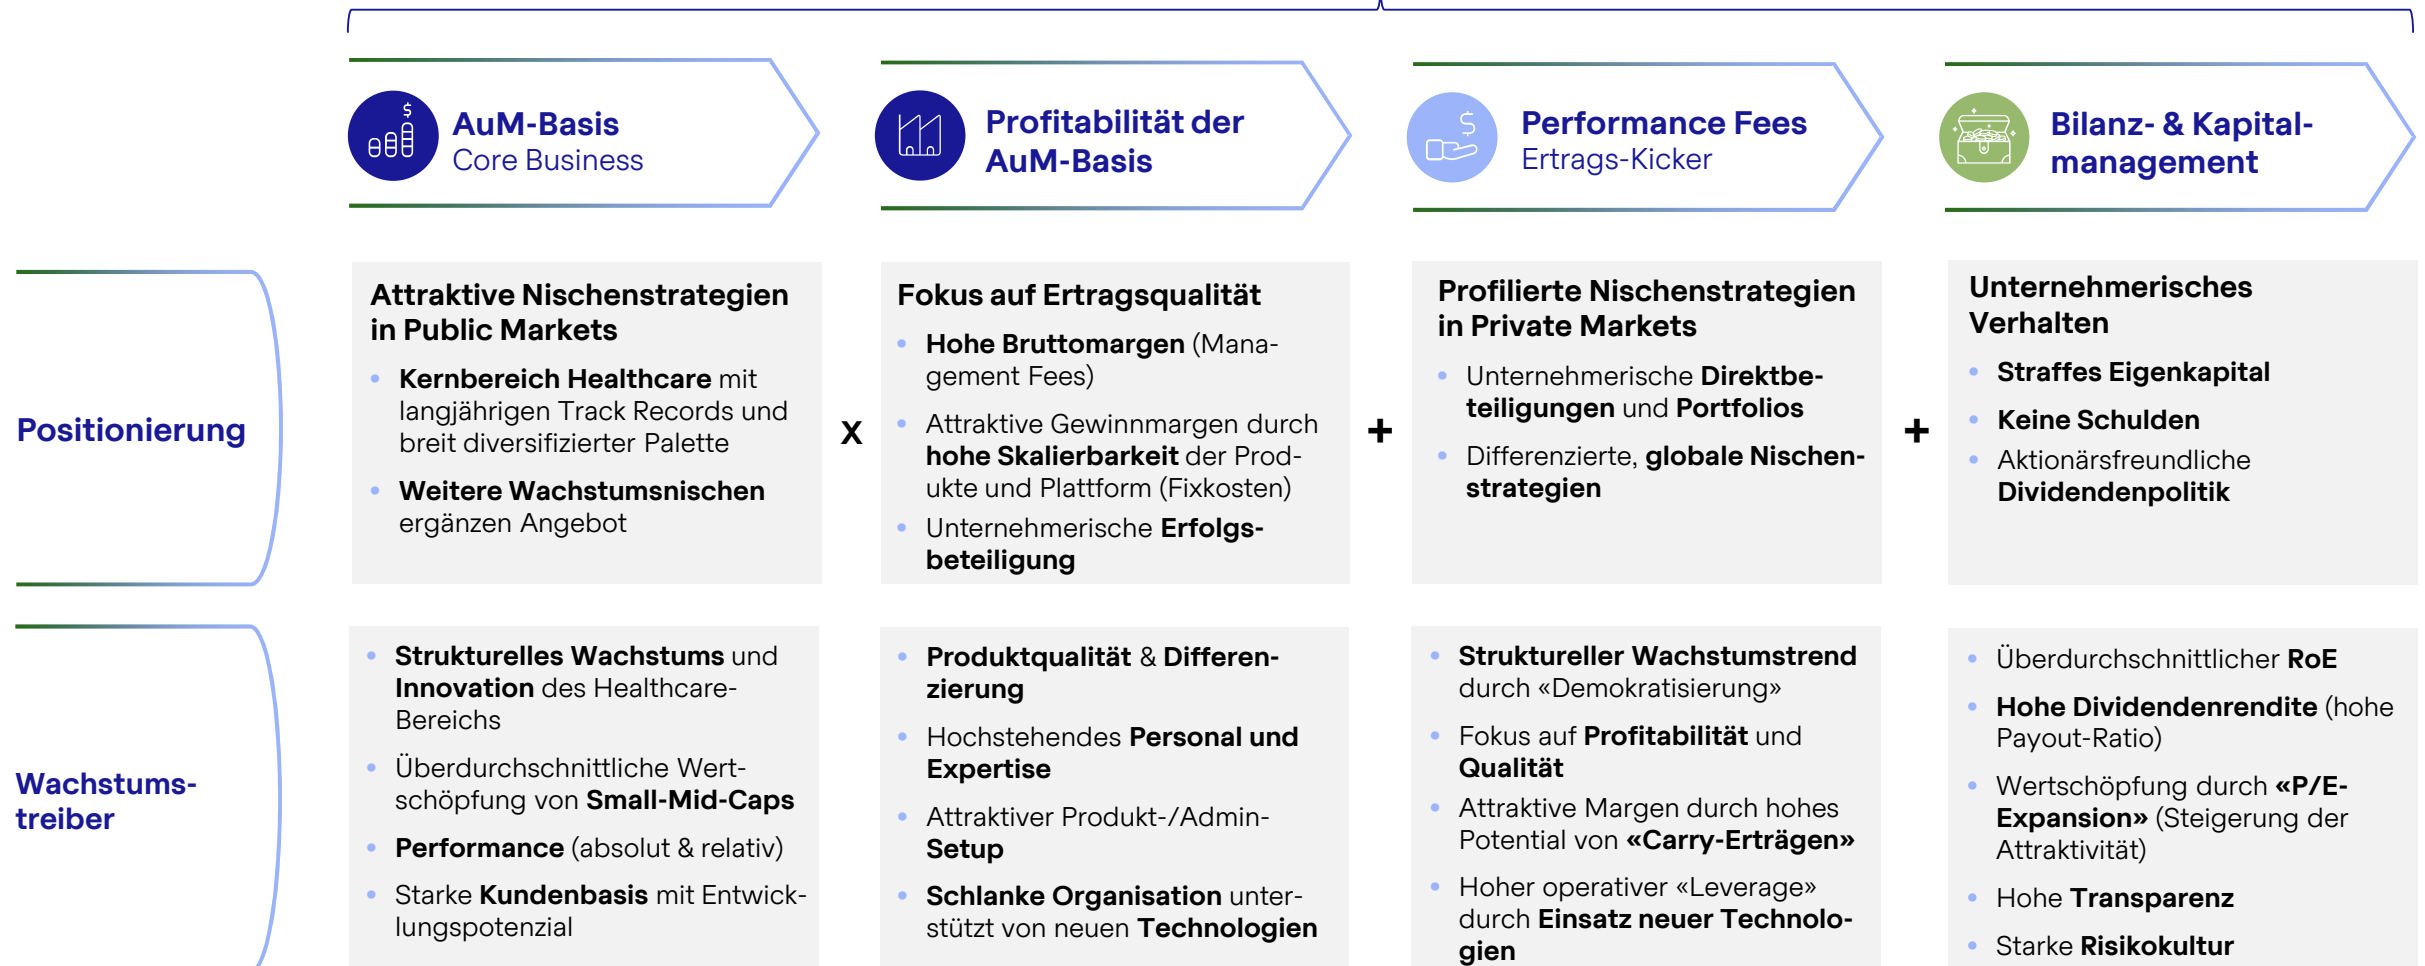 AuM-Basis
Core Business
Profitabilität der
AuM-Basis
Performance Fees
Ertrags-Kicker
Bilanz- & Kapital-
management
Positionierung
Attraktive Nischenstrategien
in Public Markets
• Kernbereich Healthcare mit
langjährigen Track Records und
breit diversifizierter Palette
• Weitere Wachstumsnischen
ergänzen Angebot
x
Fokus auf Ertragsqualität
• Hohe Bruttomargen (Mana-
gement Fees)
• Attraktive Gewinnmargen durch
hohe Skalierbarkeit der Prod-
ukte und Plattform (Fixkosten)
• Unternehmerische Erfolgs-
beteiligung
+
Profilierte Nischenstrategien
in Private Markets
• Unternehmerische Direktbe-
teiligungen und Portfolios
• Differenzierte, globale Nischen-
strategien
+
Unternehmerisches
Verhalten
• Straffes Eigenkapital
• Keine Schulden
• Aktionärsfreundliche
Dividendenpolitik
Wachstums-
treiber
• Strukturelles Wachstums und
Innovation des Healthcare-
Bereichs
• Überdurchschnittliche Wert-
schöpfung von Small-Mid-Caps
• Performance (absolut & relativ)
• Starke Kundenbasis mit Entwick-
lungspotenzial
• Produktqualität & Differen-
zierung
• Hochstehendes Personal und
Expertise
• Attraktiver Produkt-/Admin-
Setup
• Schlanke Organisation unter-
stützt von neuen Technologien
• Struktureller Wachstumstrend
durch «Demokratisierung»
• Fokus auf Profitabilität und
Qualität
• Attraktive Margen durch hohes
Potential von «Carry-Erträgen»
• Hoher operativer «Leverage»
durch Einsatz neuer Technolo-
gien
• Überdurchschnittlicher RoE
• Hohe Dividendenrendite (hohe
Payout-Ratio)
• Wertschöpfung durch «P/E-
Expansion» (Steigerung der
Attraktivität)
• Hohe Transparenz
• Starke Risikokultur